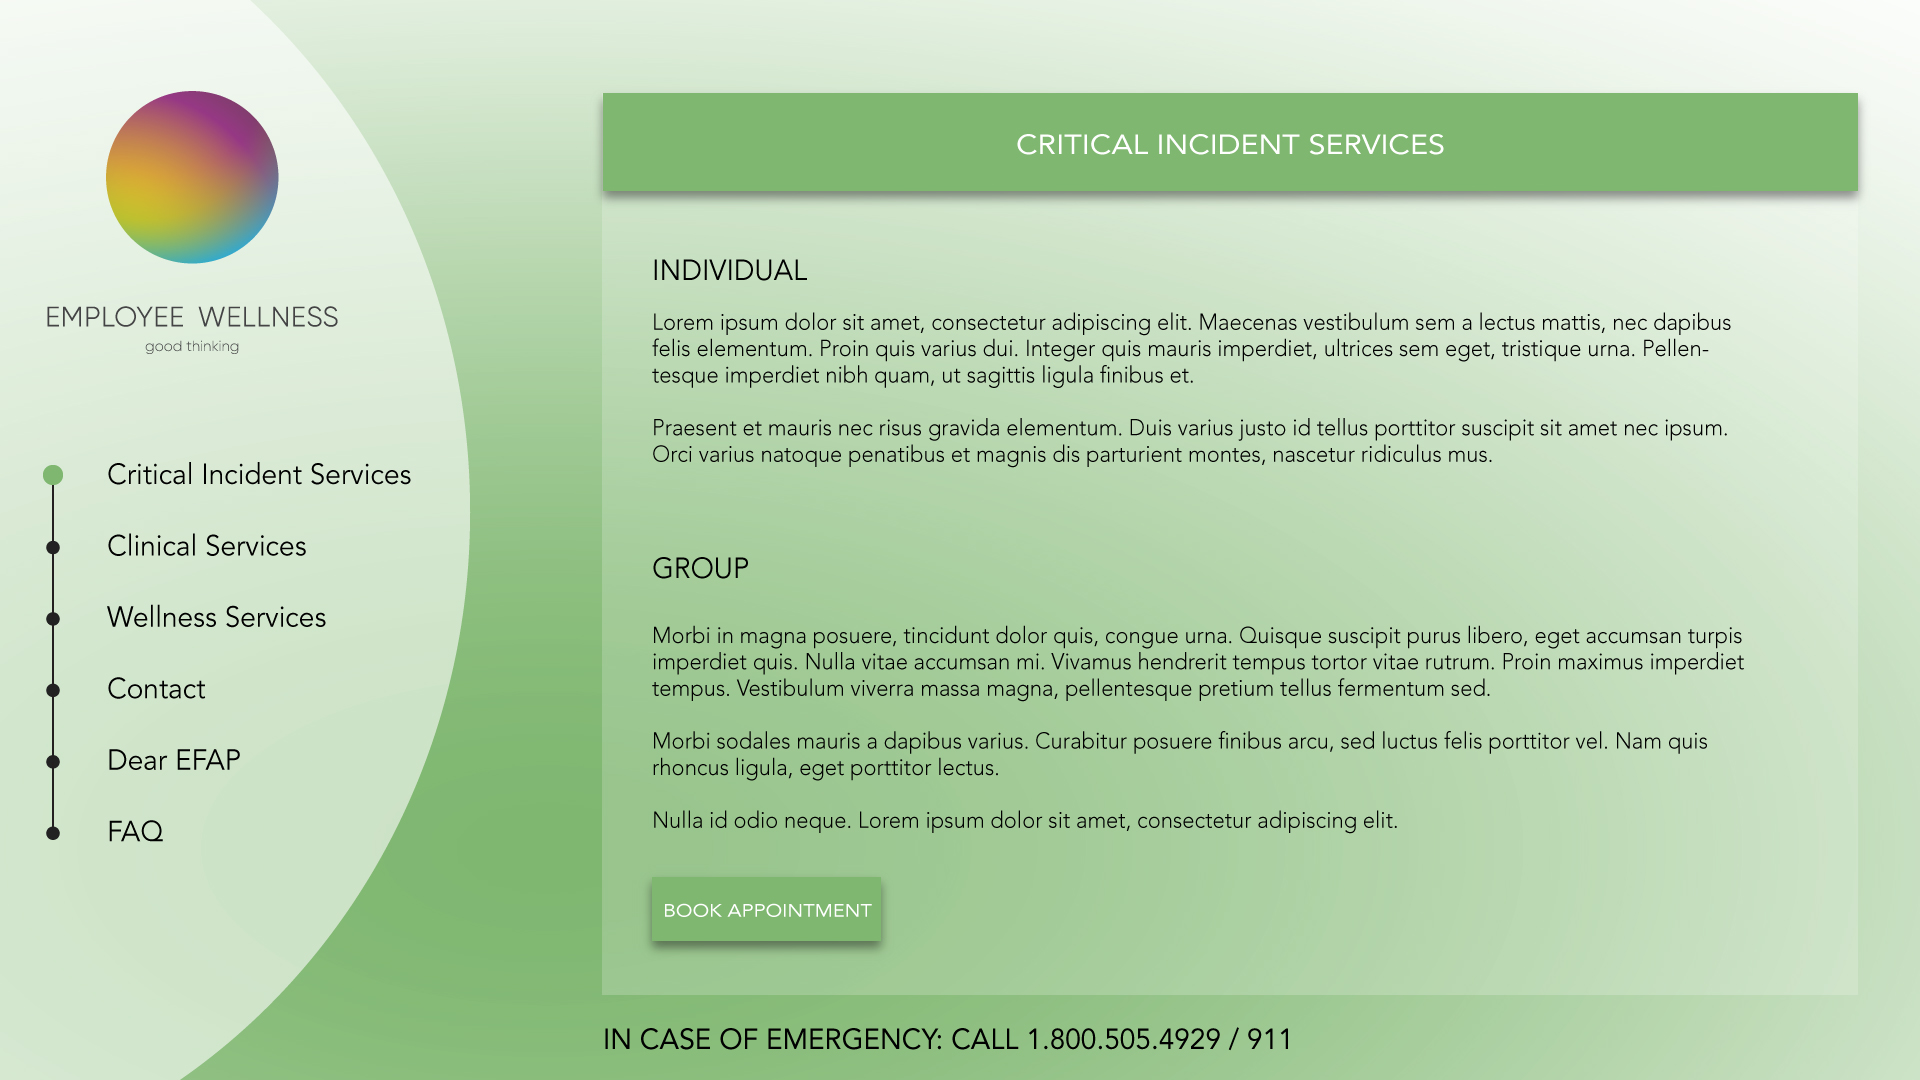 EMPLOYEE WELLNESS
good thinking
Critical Incident Services
Clinical Services
Wellness Services
Contact
Dear EFAP
FAQ
CRITICAL INCIDENT SERVICES
INDIVIDUAL
Lorem ipsum dolor sit amet, consectetur adipiscing elit. Maecenas vestibulum sem a lectus mattis, nec dapibus
felis elementum. Proin quis varius dui. Integer quis mauris imperdiet, ultrices sem eget, tristique urna. Pellen-
tesque imperdiet nibh quam, ut sagittis ligula finibus et.
Praesent et mauris nec risus gravida elementum. Duis varius justo id tellus porttitor suscipit sit amet nec ipsum.
Orci varius natoque penatibus et magnis dis parturient montes, nascetur ridiculus mus.
GROUP
Morbi in magna posuere, tincidunt dolor quis, congue urna. Quisque suscipit purus libero, eget accumsan turpis
imperdiet quis. Nulla vitae accumsan mi. Vivamus hendrerit tempus tortor vitae rutrum. Proin maximus imperdiet
tempus. Vestibulum viverra massa magna, pellentesque pretium tellus fermentum sed.
Morbi sodales mauris a dapibus varius. Curabitur posuere finibus arcu, sed luctus felis porttitor vel. Nam quis
rhoncus ligula, eget porttitor lectus.
Nulla id odio neque. Lorem ipsum dolor sit amet, consectetur adipiscing elit.
BOOK APPOINTMENT
IN CASE OF EMERGENCY: CALL 1.800.505.4929 / 911